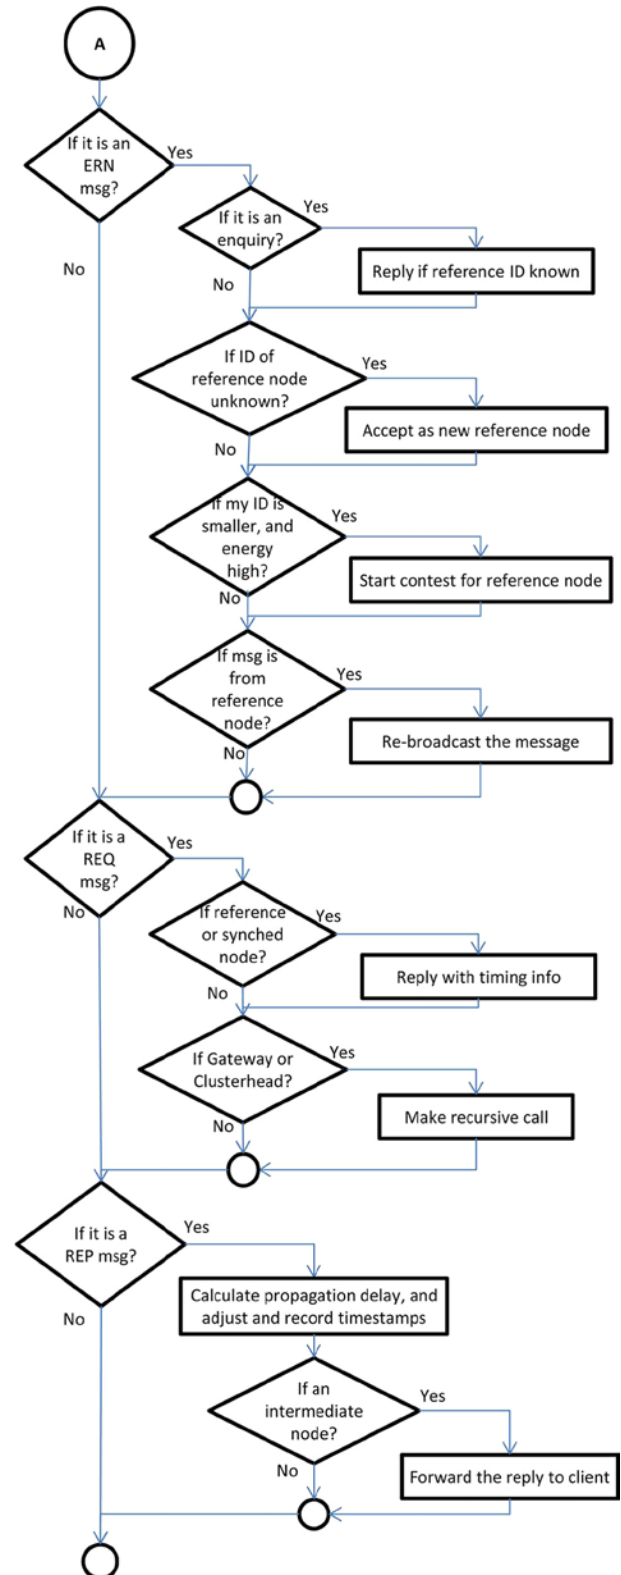 A
If it is an
ERN
msg?
Yes
If it is an
enquiry?
Yes
Reply if reference ID known
No
No
If ID of
reference node
unknown?
Yes
Accept as new reference node
No
If my ID is
smaller, and
energy
high?
Yes
Start contest for reference node
No
If msg is
from
reference
node?
Yes
Re-broadcast the message
No
If it is a
REQ
msg?
Yes
No
If reference
or synched
node?
Yes
Reply with timing info
No
If Gateway or
Clusterhead?
Yes
Make recursive call
No
If it is a
REP msg?
Yes
Calculate propagation delay, and
adjust and record timestamps
No
If an
intermediate
node?
Yes
Forward the reply to client
No